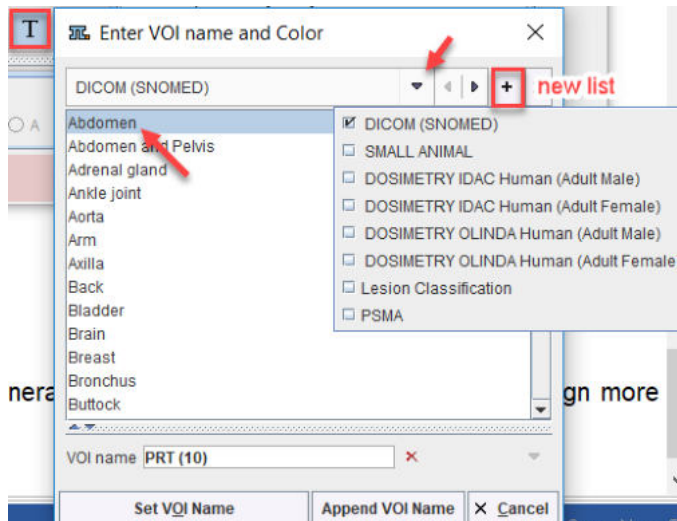 T
Enter VOI name and Color
DICOM (SNOMED)
+ new list
A
Abdomen
Abdomen and Pelvis
Adrenal gland
Ankle joint
Aorta
Arm
Axilla
Back
Bladder
Brain
Breast
Bronchus
Buttock
DICOM (SNOMED)
SMALL ANIMAL
DOSIMETRY IDAC Human (Adult Male)
DOSIMETRY IDAC Human (Adult Female)
DOSIMETRY OLINDA Human (Adult Male)
DOSIMETRY OLINDA Human (Adult Female
Lesion Classification
PSMA
nera
gn more
VOI name PRT (10)
Set VOI Name Append VOI Name Cancel